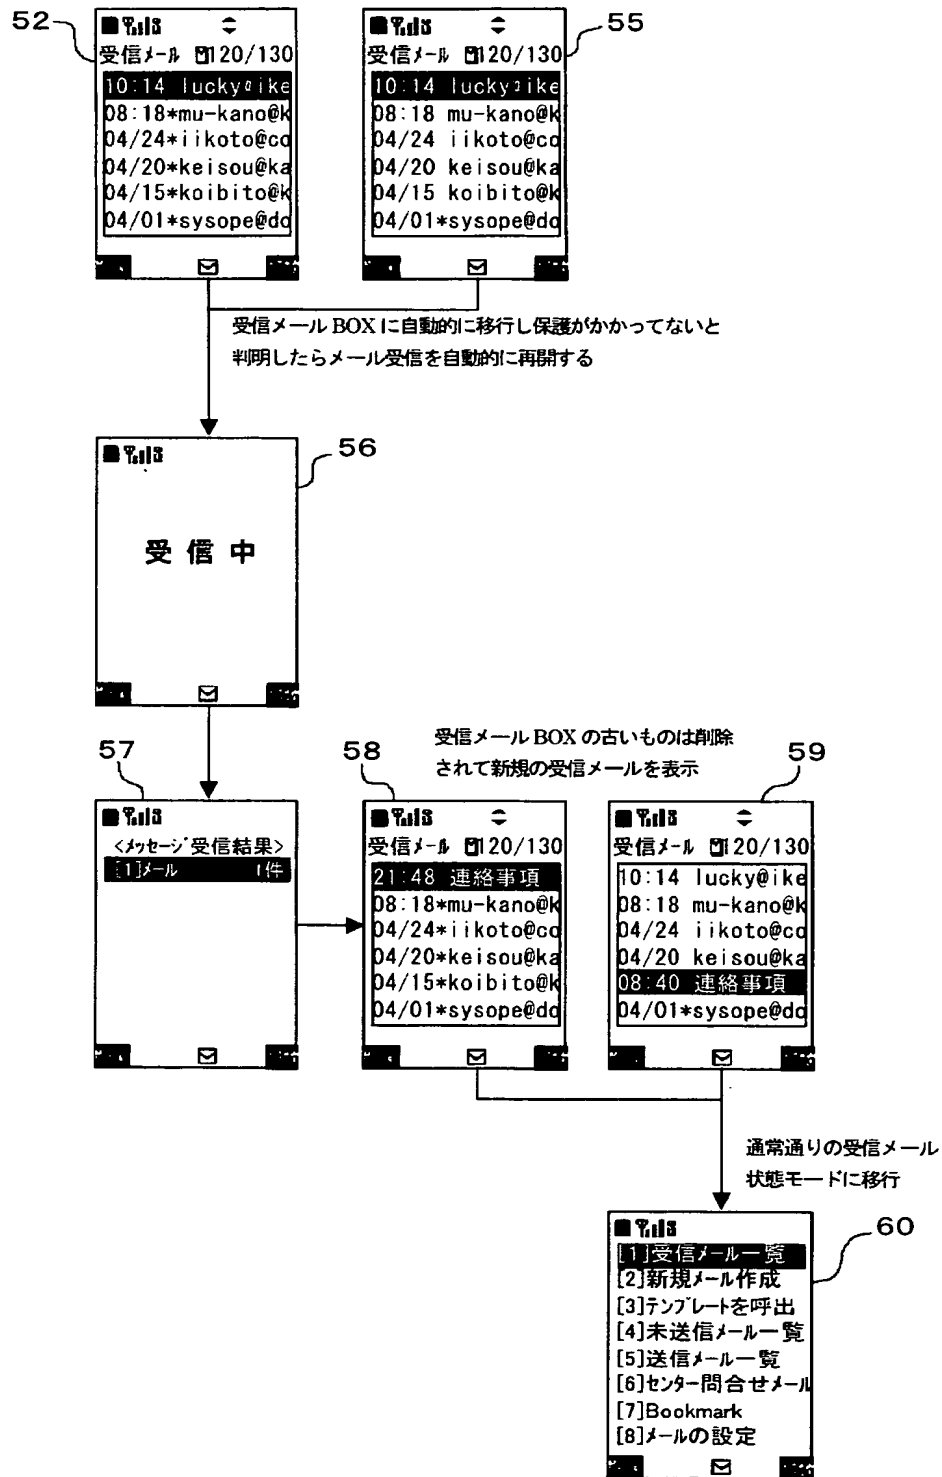 52
受信メール 120/130
10:14 lucky@ike
08:18*mu-kano@k
04/24*iikoto@co
04/20*keisou@ka
04/15*koibito@k
04/01*sysope@do
55
受信メール 120/130
10:14 lucky@ike
08:18 mu-kano@k
04/24 iikoto@co
04/20 keisou@ka
04/15 koibito@k
04/01*sysope@do
受信メール BOX に自動的に移行し保護がかかってないと
判明したらメール受信を自動的に再開する
56
受 信 中
57
<メッセージ受信結果>
[1]メール 1件
58
受信メール BOX の古いものは削除
されて新規の受信メールを表示
受信メール 120/130
21:48 連絡事項
08:18*mu-kano@k
04/24*iikoto@co
04/20*keisou@ka
04/15*koibito@k
04/01*sysope@do
59
受信メール 120/130
10:14 lucky@ike
08:18 mu-kano@k
04/24 iikoto@co
04/20 keisou@ka
08:40 連絡事項
04/01*sysope@do
通常通りの受信メール
状態モードに移行
60
[1]受信メール一覧
[2]新規メール作成
[3]テンプレートを呼出
[4]未送信メール一覧
[5]送信メール一覧
[6]センター問合せメール
[7]Bookmark
[8]メールの設定